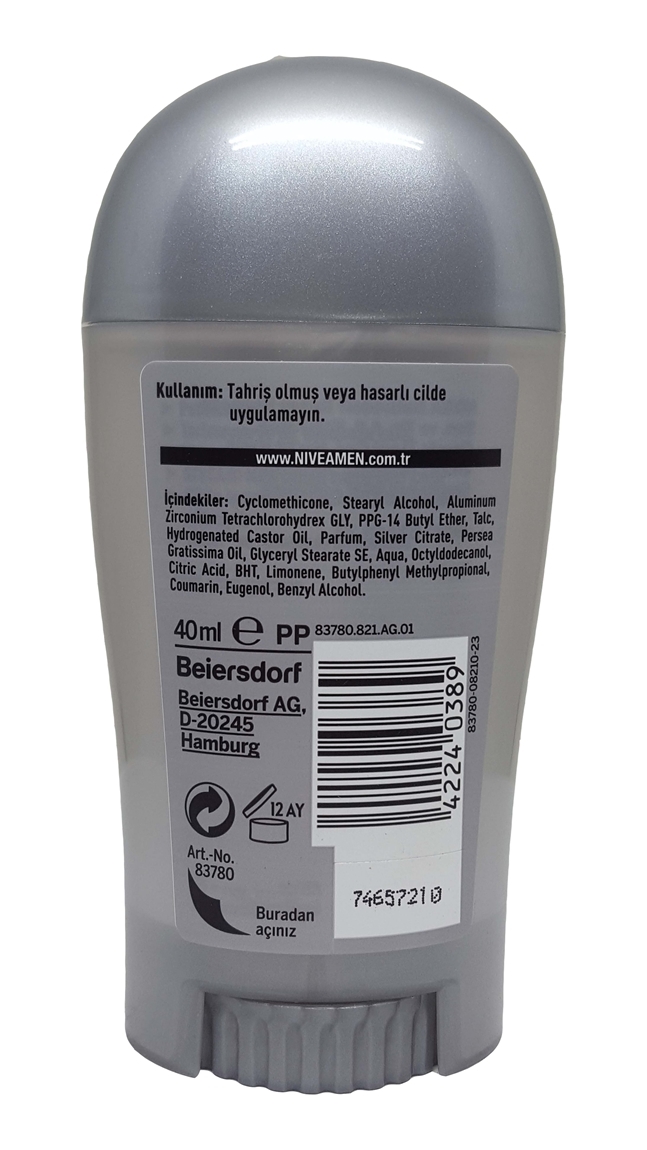 Kullanım: Tahriş olmuş veya hasarlı cilde
uygulamayın.
www.NIVEAMEN.com.tr
İçindekiler: Cyclomethicone, Stearyl Alcohol, Aluminum
Zirconium Tetrachlorohydrex GLY, PPG-14 Butyl Ether, Talc,
Hydrogenated Castor Oil, Parfum, Silver Citrate, Persea
Gratissima Oil, Glyceryl Stearate SE, Aqua, Octyldodecanol,
Citric Acid, BHT, Limonene, Butylphenyl Methylpropional,
Coumarin, Eugenol, Benzyl Alcohol.
40ml e PP 83780.821.AG.01
Beiersdorf
Beiersdorf AG,
D-20245
Hamburg
4224 0389
83780-08210-23
12 AY
Art.-No.
83780
74657210
Buradan
açınız